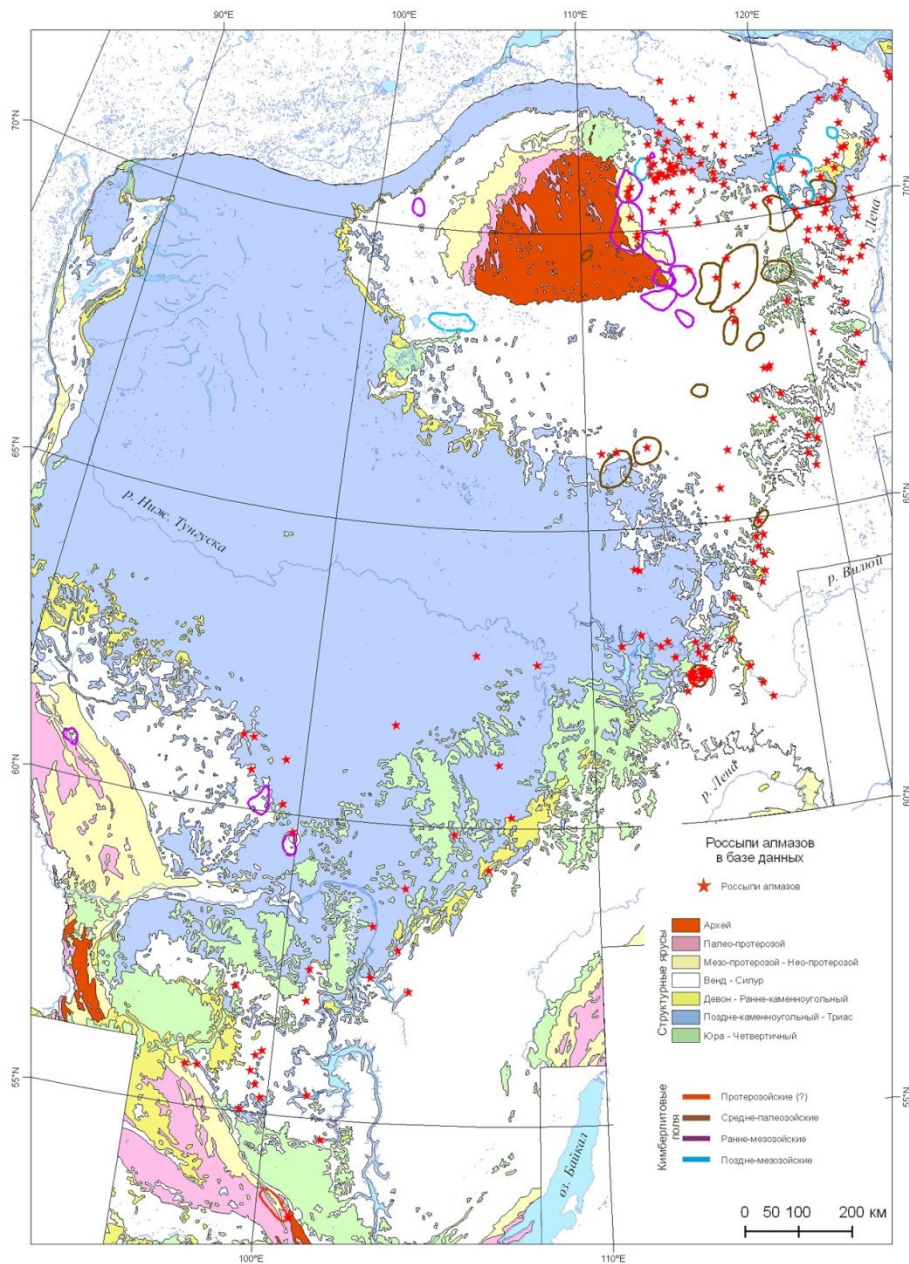 90°E
100°E
110°E
120°E
70°N
70°N
р. Лена
65°N
65°N
р. Ниж. Тунгуска
р. Вилюй
60°N
60°N
р. Лена
Россыпи алмазов
в базе данных
Россыпи алмазов
Структурные ярусы
Архей
Палео-протерозой
Мезо-протерозой - Нео-протерозой
Венд - Силур
Девон - Ранне-каменноугольный
Поздне-каменноугольный - Триас
Юра - Четвертичный
55°N
55°N
Кимберлитовые
поля
Протерозойские (?)
Средне-палеозойские
Ранне-мезозойские
Поздне-мезозойские
оз. Байкал
0 50 100 200 км
100°E
110°E